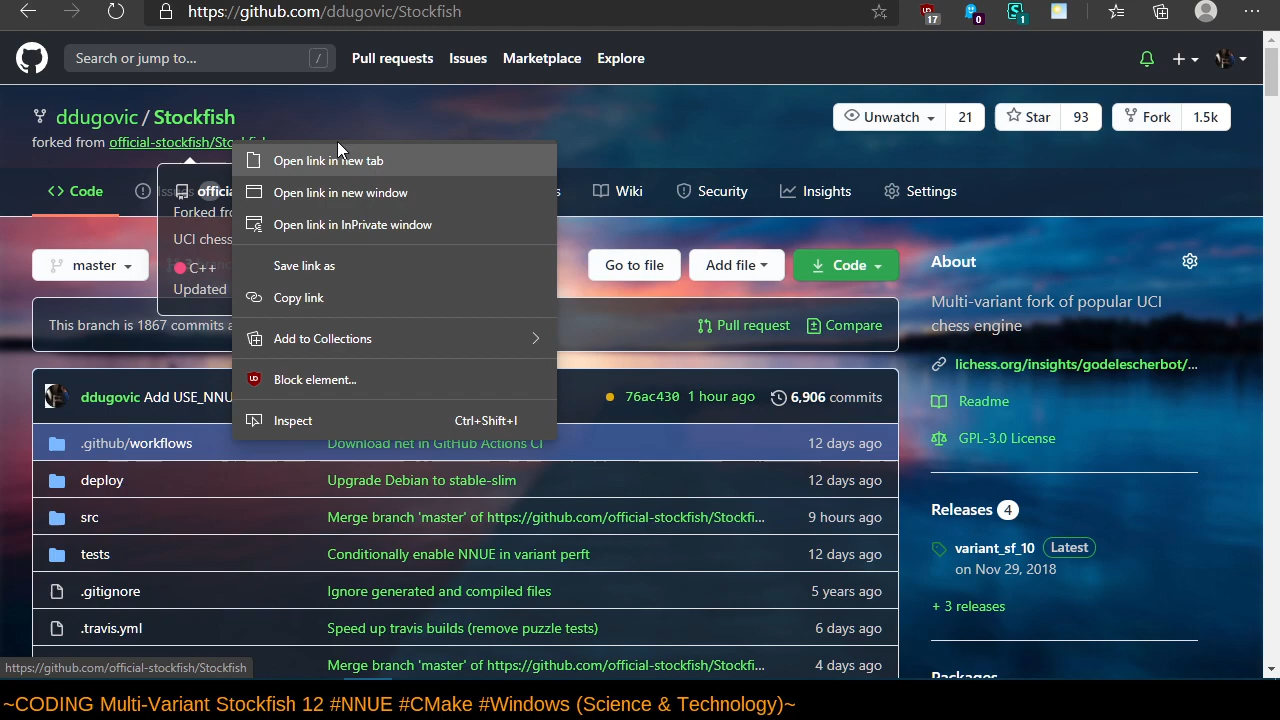 https://github.com/ddugovic/Stockfish
17
0
1
Search or jump to...
/
Pull requests
Issues
Marketplace
Explore
ddugovic / Stockfish
Unwatch
21
Star
93
Fork
1.5k
forked from official-stockfish/
Open link in new tab
Open link in new window
Open link in InPrivate window
Save link as
Copy link
Add to Collections
Block element...
Inspect
Ctrl+Shift+I
Code
Wiki
Security
Insights
Settings
Forked
UCI chess
C++
Updated
master
Go to file
Add file
Code
This branch is 1867 commits
Pull request
Compare
ddugovic Add
76ac430 1 hour ago
6,906 commits
.github/workflows
Download net in GitHub Actions CI
12 days ago
deploy
Upgrade Debian to stable-slim
12 days ago
src
Merge branch 'master' of https://github.com/official-stockfish/Stockfi...
9 hours ago
tests
Conditionally enable NNUE in variant perft
12 days ago
.gitignore
Ignore generated and compiled files
5 years ago
.travis.yml
Speed up travis builds (remove puzzle tests)
6 days ago
Merge branch 'master' of https://github.com/official-stockfish/Stockfi...
4 days ago
About
Multi-variant fork of popular UCI
chess engine
lichess.org/insights/godelescherbot/...
Readme
GPL-3.0 License
Releases 4
variant_sf_10
Latest
on Nov 29, 2018
+ 3 releases
Packages
https://github.com/official-stockfish/Stockfish
~CODING Multi-Variant Stockfish 12 #NNUE #CMake #Windows (Science & Technology)~